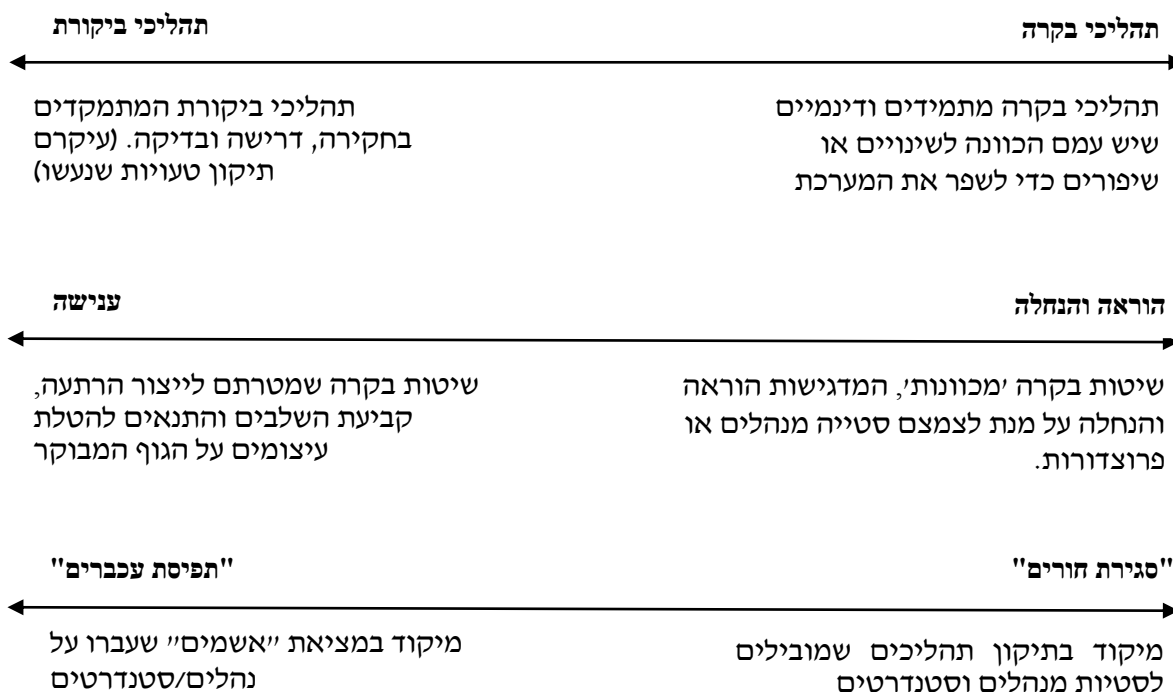 תהליכי בקרה
תהליכי ביקורת
תהליכי בקרה מתמידים ודינמיים
שיש עמם הכוונה לשינויים או
שיפורים כדי לשפר את המערכת
תהליכי ביקורת המתמקדים
בחקירה, דרישה ובדיקה. (עיקרם
תיקון טעויות שנעשו)
הוראה והנחלה
ענישה
שיטות בקרה 'מכוונות', המדגישות הוראה
והנחלה על מנת לצמצם סטייה מנהלים או
פרוצדורות.
שיטות בקרה שמטרתם לייצור הרתעה,
קביעת השלבים והתנאים להטלת
עיצומים על הגוף המבוקר
"סגירת חורים"
"תפיסת עכברים"
מיקוד בתיקון תהליכים שמובילים
לסטיות מנהלים וסטנדרטים
מיקוד במציאת "אשמים" שעברו על
נהלים/סטנדרטים